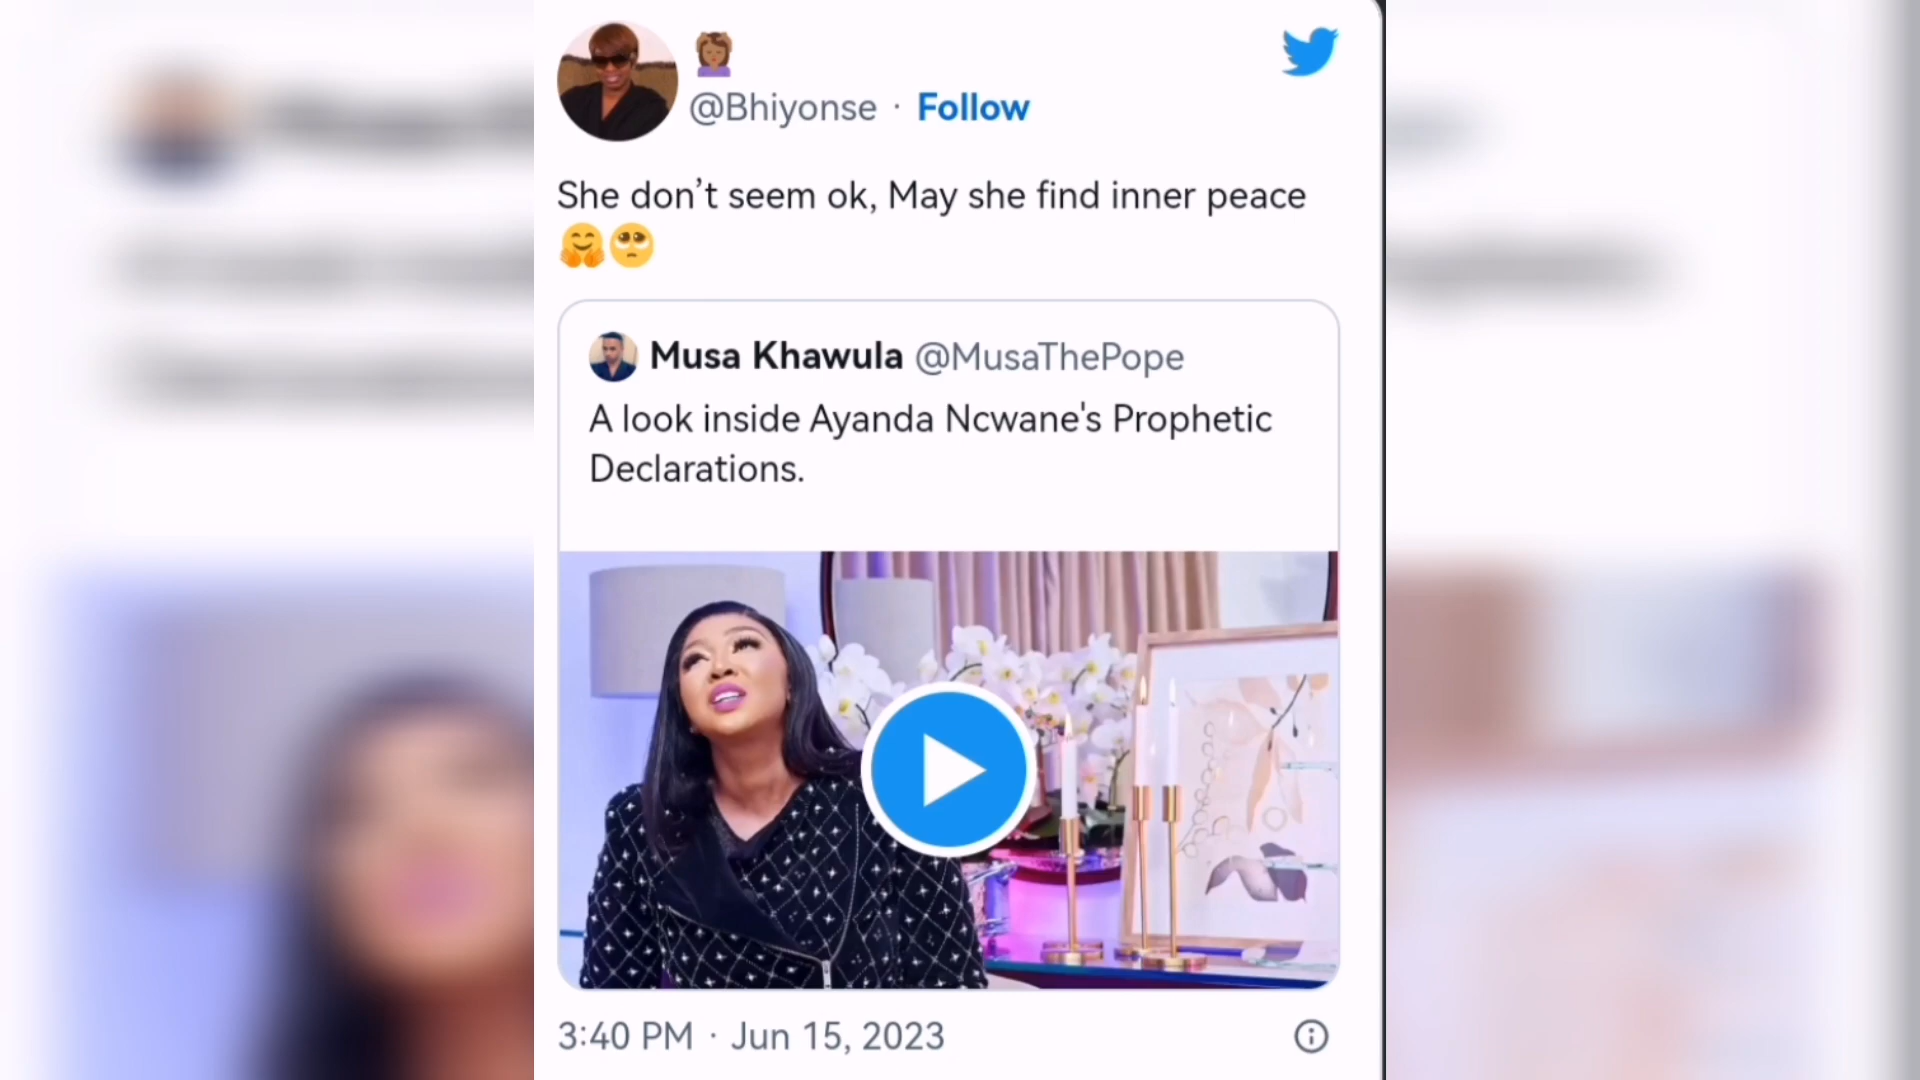 @Bhiyonse · Follow
She don’t seem ok, May she find inner peace
🤗🥺
Musa Khawula @MusaThePope
A look inside Ayanda Ncwane's Prophetic
Declarations.
3:40 PM · Jun 15, 2023